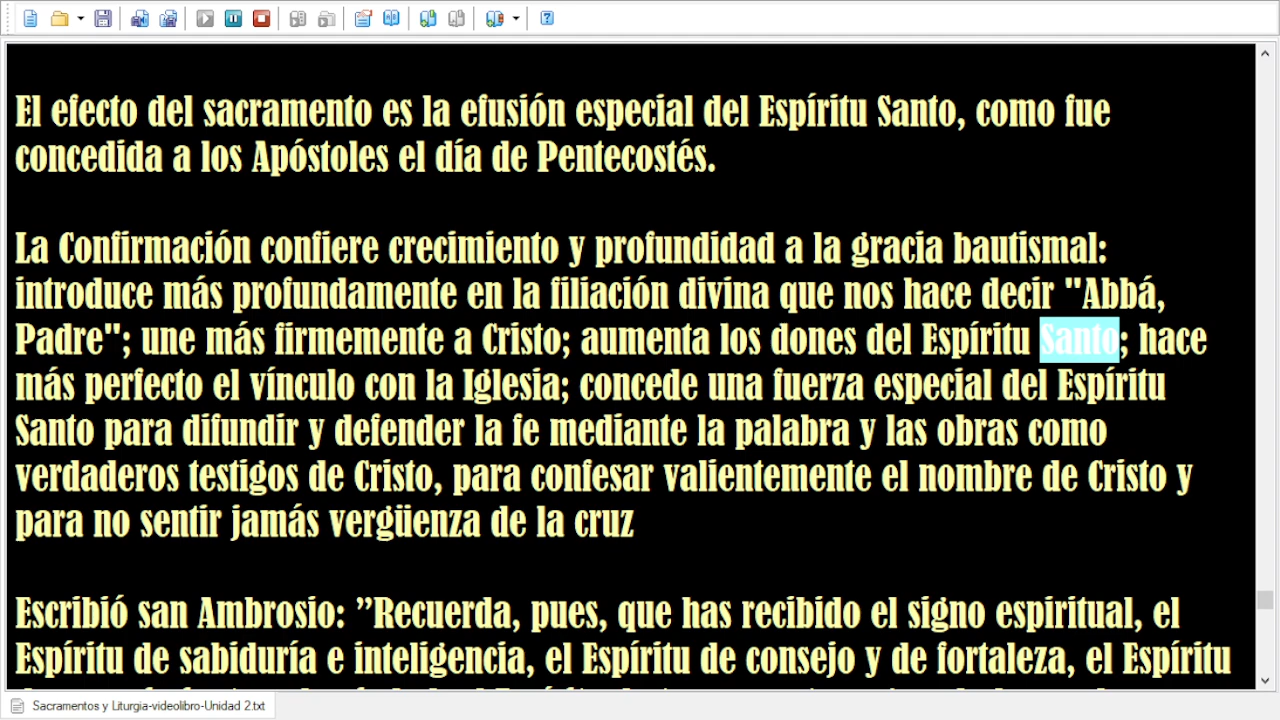 El efecto del sacramento es la efusión especial del Espíritu Santo, como fue
concedida a los Apóstoles el día de Pentecostés.
La Confirmación confiere crecimiento y profundidad a la gracia bautismal:
introduce más profundamente en la filiación divina que nos hace decir "Abbá,
Padre"; une más firmemente a Cristo; aumenta los dones del Espíritu Santo; hace
más perfecto el vínculo con la Iglesia; concede una fuerza especial del Espíritu
Santo para difundir y defender la fe mediante la palabra y las obras como
verdaderos testigos de Cristo, para confesar valientemente el nombre de Cristo y
para no sentir jamás vergüenza de la cruz
Escribió san Ambrosio: ”Recuerda, pues, que has recibido el signo espiritual, el
Espíritu de sabiduría e inteligencia, el Espíritu de consejo y de fortaleza, el Espíritu
Sacramentos y Liturgia-videolibro-Unidad 2.txt